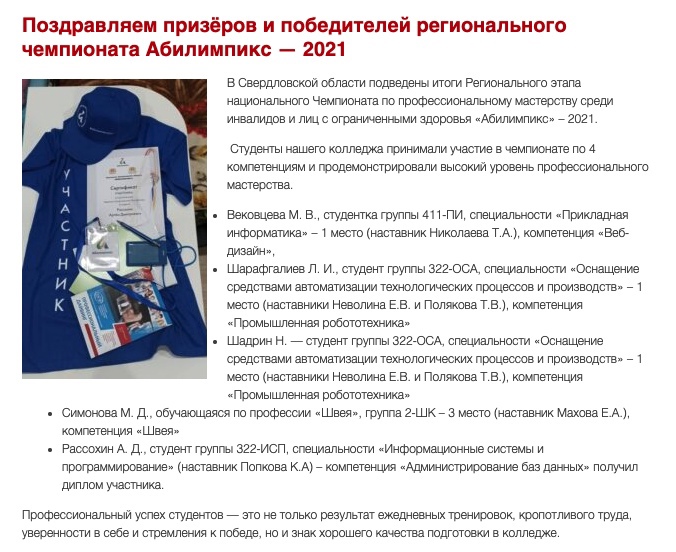 Поздравляем призёров и победителей регионального
чемпионата Абилимпикс — 2021
В Свердловской области подведены итоги Регионального этапа
национального Чемпионата по профессиональному мастерству среди
инвалидов и лиц с ограниченными здоровья «Абилимпикс» – 2021.
Студенты нашего колледжа принимали участие в чемпионате по 4
компетенциям и продемонстрировали высокий уровень профессионального
мастерства.
УЧАСТНИК
Сертификат
• Вековцева М. В., студентка группы 411-ПИ, специальности «Прикладная
информатика» – 1 место (наставник Николаева Т.А.), компетенция «Веб-
дизайн»,
• Шарафгалиев Л. И., студент группы 322-ОСА, специальности «Оснащение
средствами автоматизации технологических процессов и производств» – 1
место (наставники Неволина Е.В. и Полякова Т.В.), компетенция
«Промышленная робототехника»
• Шадрин Н. — студент группы 322-ОСА, специальности «Оснащение
средствами автоматизации технологических процессов и производств» – 1
место (наставники Неволина Е.В. и Полякова Т.В.), компетенция
«Промышленная робототехника»
• Симонова М. Д., обучающаяся по профессии «Швея», группа 2-ШК – 3 место (наставник Махова Е.А.),
компетенция «Швея»
• Рассохин А. Д., студент группы 322-ИСП, специальности «Информационные системы и
программирование» (наставник Попкова К.А) – компетенция «Администрирование баз данных» получил
диплом участника.
Профессиональный успех студентов — это не только результат ежедневных тренировок, кропотливого труда,
уверенности в себе и стремления к победе, но и знак хорошего качества подготовки в колледже.